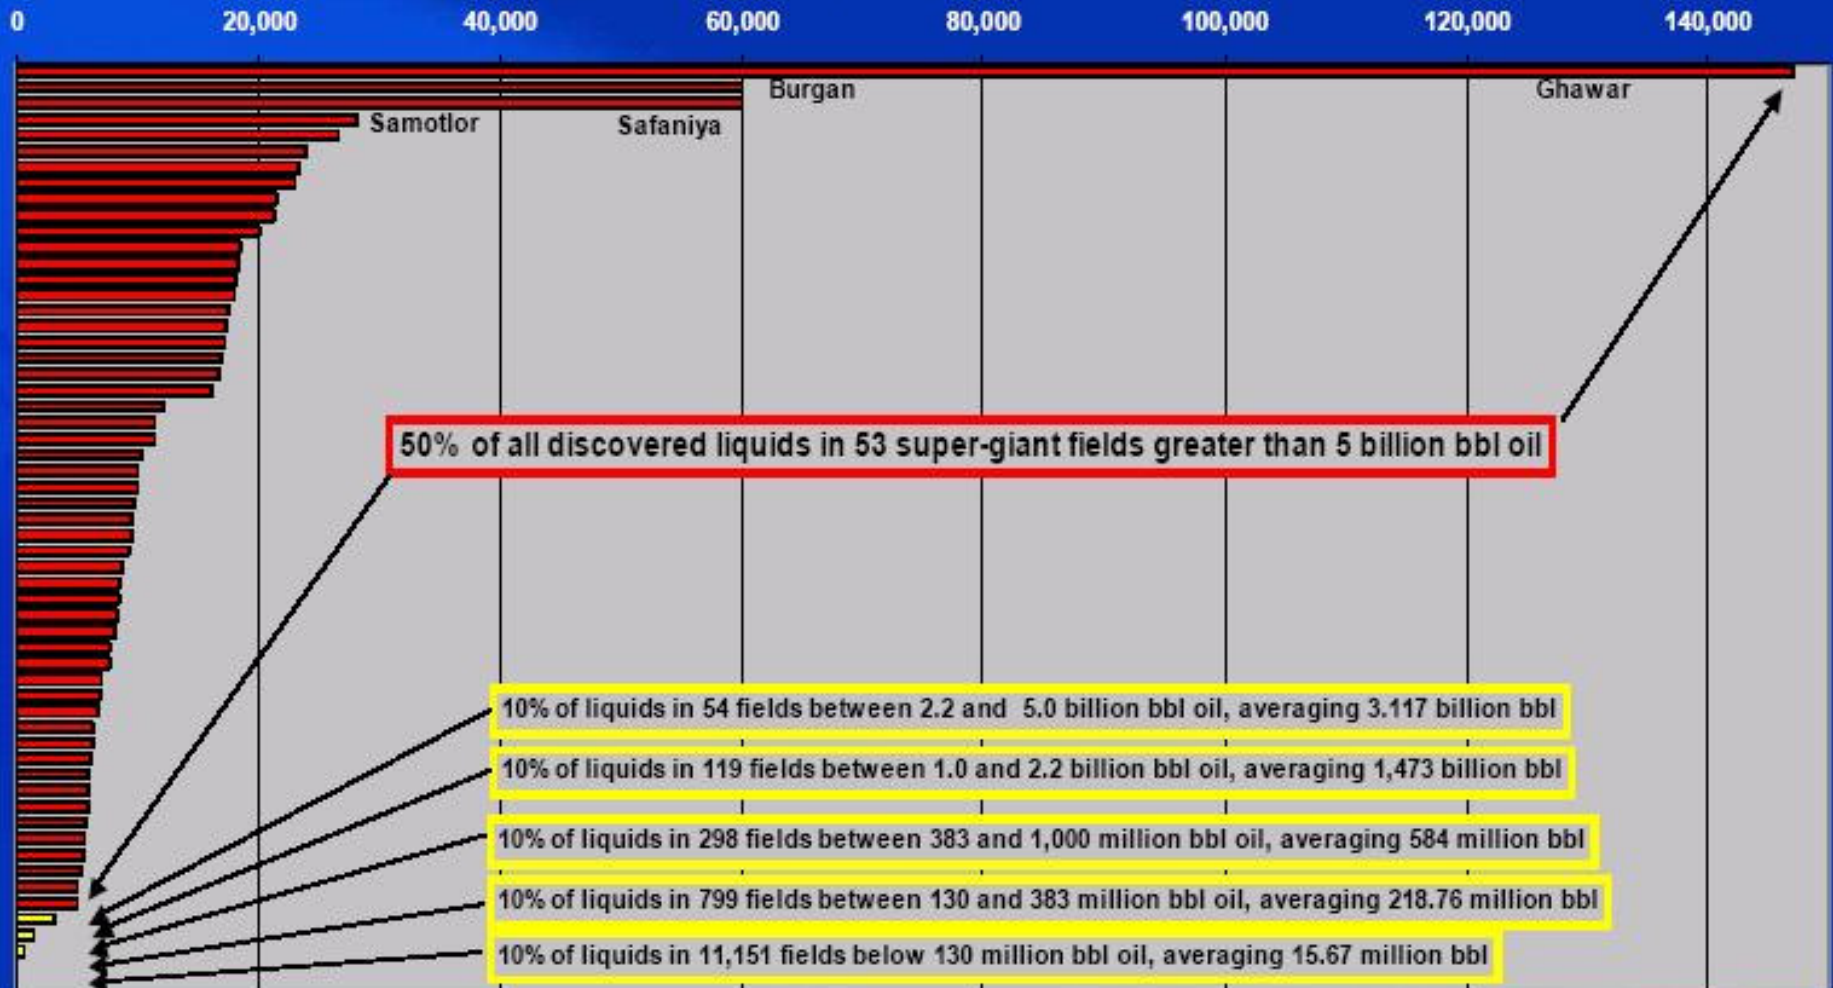 0 20,000 40,000 60,000 80,000 100,000 120,000 140,000
Burgan
Ghawar
Samotlor
Safaniya
50% of all discovered liquids in 53 super-giant fields greater than 5 billion bbl oil
10% of liquids in 54 fields between 2.2 and 5.0 billion bbl oil, averaging 3.117 billion bbl
10% of liquids in 119 fields between 1.0 and 2.2 billion bbl oil, averaging 1,473 billion bbl
10% of liquids in 298 fields between 383 and 1,000 million bbl oil, averaging 584 million bbl
10% of liquids in 799 fields between 130 and 383 million bbl oil, averaging 218.76 million bbl
10% of liquids in 11,151 fields below 130 million bbl oil, averaging 15.67 million bbl